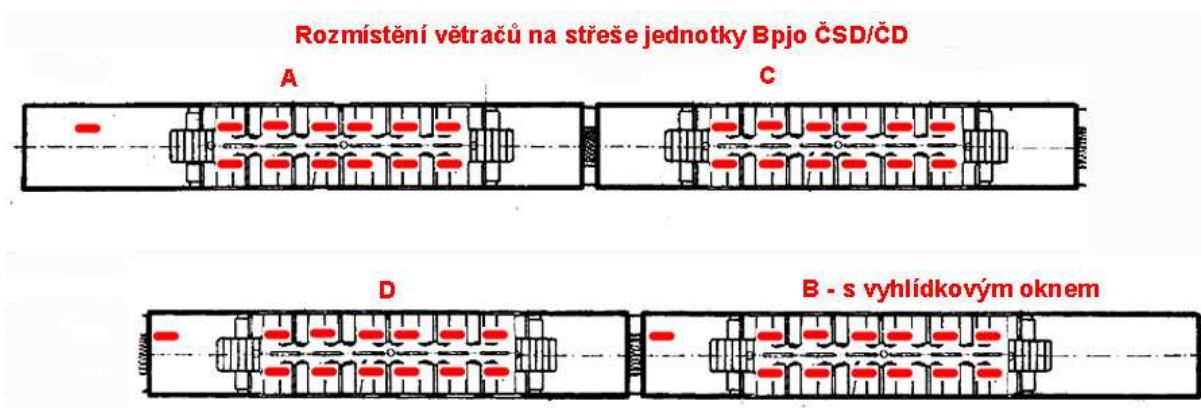 Rozmístění větračů na střeše jednotky Bpjo ČSD/ČD
A
C
D
B - s vyhlídkovým oknem